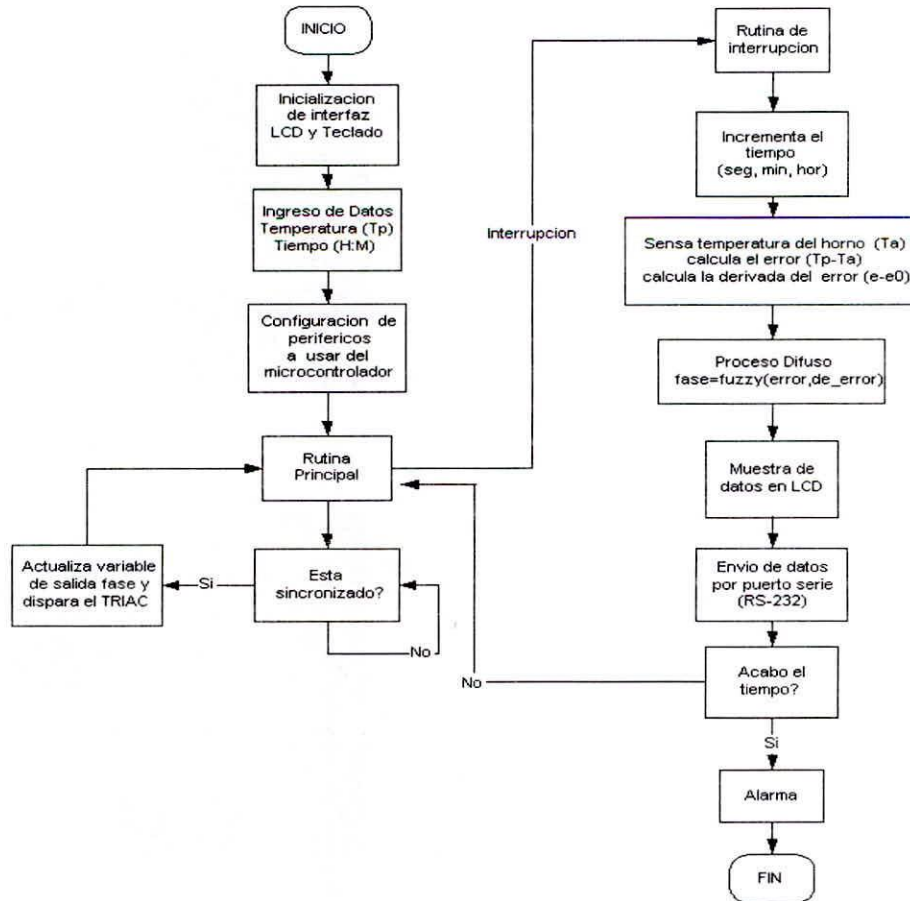 INICIO
Inicializacion
de interfaz
LCD y Teclado
Ingreso de Datos
Temperatura (Tp)
Tiempo (H:M)
Configuracion de
perifericos
a usar del
microcontrolador
Rutina
Principal
Esta
sincronizado?
Si
No
Actualiza variable
de salida fase y
dispara el TRIAC
Interrupcion
Rutina de
interrupcion
Incrementa el
tiempo
(seg, min, hor)
Sensa temperatura del horno (Ta)
calcula el error (Tp-Ta)
calcula la derivada del error (e-e0)
Proceso Difuso
fase=fuzzy(error,de_error)
Muestra de
datos en LCD
Envio de datos
por puerto serie
(RS-232)
Acabo el
tiempo?
No
Si
Alarma
FIN